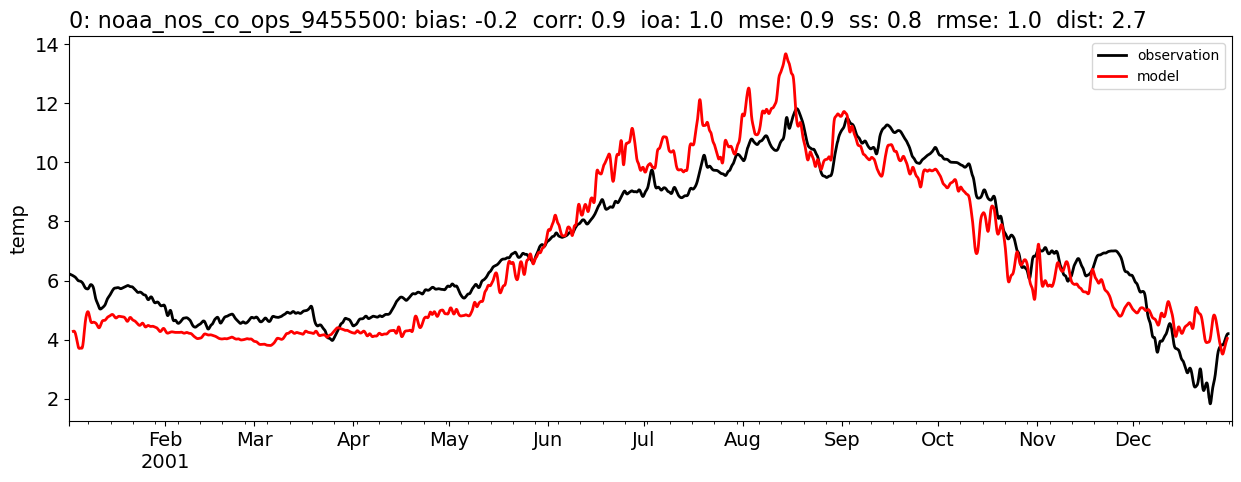 0: noaa_nos_co_ops_9455500: bias: -0.2  corr: 0.9  ioa: 1.0  mse: 0.9  ss: 0.8  rmse: 1.0  dist: 2.7
observation
model
14
12
10
8
6
4
2
temp
Feb Mar Apr May Jun Jul Aug Sep Oct Nov Dec
2001